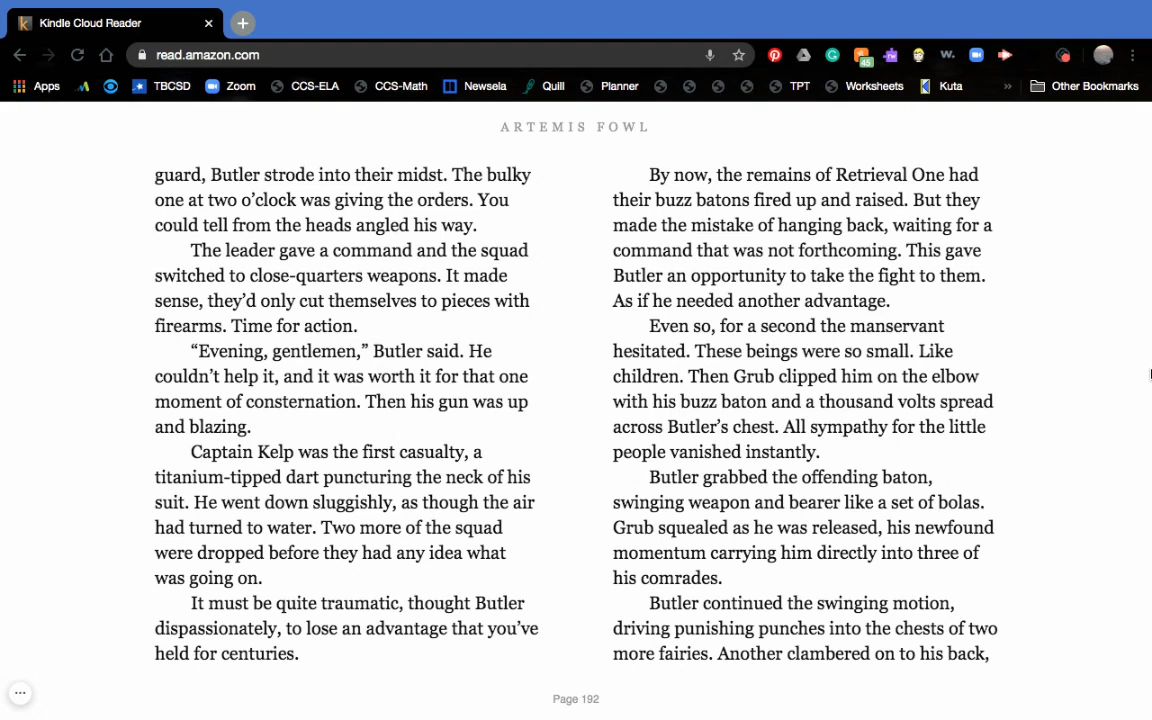 Kindle Cloud Reader
read.amazon.com
45
Apps
TBCSD
Zoom
CCS-ELA
CCS-Math
Newsela
Quill
Planner
TPT
Worksheets
Kuta
Other Bookmarks
ARTEMIS FOWL
guard, Butler strode into their midst. The bulky
one at two o’clock was giving the orders. You
could tell from the heads angled his way.
The leader gave a command and the squad
switched to close-quarters weapons. It made
sense, they’d only cut themselves to pieces with
firearms. Time for action.
“Evening, gentlemen,” Butler said. He
couldn’t help it, and it was worth it for that one
moment of consternation. Then his gun was up
and blazing.
Captain Kelp was the first casualty, a
titanium-tipped dart puncturing the neck of his
suit. He went down sluggishly, as though the air
had turned to water. Two more of the squad
were dropped before they had any idea what
was going on.
It must be quite traumatic, thought Butler
dispassionately, to lose an advantage that you’ve
held for centuries.
By now, the remains of Retrieval One had
their buzz batons fired up and raised. But they
made the mistake of hanging back, waiting for a
command that was not forthcoming. This gave
Butler an opportunity to take the fight to them.
As if he needed another advantage.
Even so, for a second the manservant
hesitated. These beings were so small. Like
children. Then Grub clipped him on the elbow
with his buzz baton and a thousand volts spread
across Butler’s chest. All sympathy for the little
people vanished instantly.
Butler grabbed the offending baton,
swinging weapon and bearer like a set of bolas.
Grub squealed as he was released, his newfound
momentum carrying him directly into three of
his comrades.
Butler continued the swinging motion,
driving punishing punches into the chests of two
more fairies. Another clambered on to his back,
Page 192